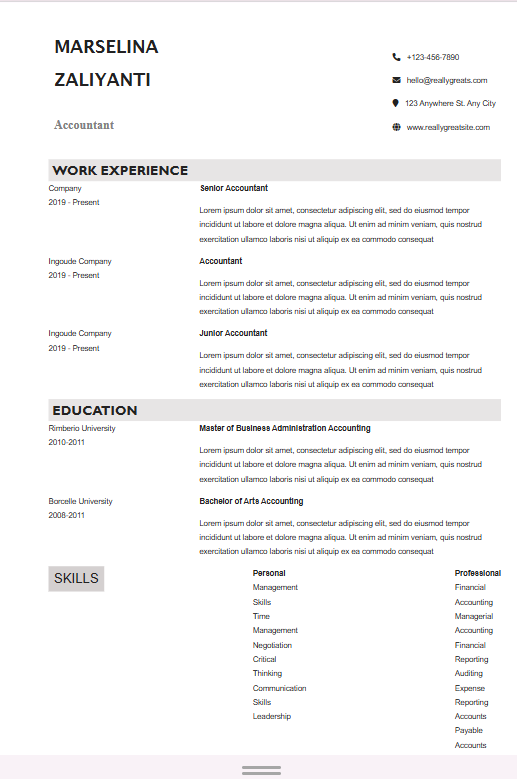 MARSELINA
ZALIYANTI
Accountant
+123-456-7890
hello@reallygreats.com
123 Anywhere St. Any City
www.reallygreatsite.com
WORK EXPERIENCE
Company
2019 - Present
Senior Accountant
Lorem ipsum dolor sit amet, consectetur adipiscing elit, sed do eiusmod tempor
incididunt ut labore et dolore magna aliqua. Ut enim ad minim veniam, quis nostrud
exercitation ullamco laboris nisi ut aliquip ex ea commodo consequat
Ingoude Company
2019 - Present
Accountant
Lorem ipsum dolor sit amet, consectetur adipiscing elit, sed do eiusmod tempor
incididunt ut labore et dolore magna aliqua. Ut enim ad minim veniam, quis nostrud
exercitation ullamco laboris nisi ut aliquip ex ea commodo consequat
Ingoude Company
2019 - Present
Junior Accountant
Lorem ipsum dolor sit amet, consectetur adipiscing elit, sed do eiusmod tempor
incididunt ut labore et dolore magna aliqua. Ut enim ad minim veniam, quis nostrud
exercitation ullamco laboris nisi ut aliquip ex ea commodo consequat
EDUCATION
Rimberio University
2010-2011
Master of Business Administration Accounting
Lorem ipsum dolor sit amet, consectetur adipiscing elit, sed do eiusmod tempor
incididunt ut labore et dolore magna aliqua. Ut enim ad minim veniam, quis nostrud
exercitation ullamco laboris nisi ut aliquip ex ea commodo consequat
Borcelle University
2008-2011
Bachelor of Arts Accounting
Lorem ipsum dolor sit amet, consectetur adipiscing elit, sed do eiusmod tempor
incididunt ut labore et dolore magna aliqua. Ut enim ad minim veniam, quis nostrud
exercitation ullamco laboris nisi ut aliquip ex ea commodo consequat
SKILLS
Personal
Management
Skills
Time
Management
Negotiation
Critical
Thinking
Communication
Skills
Leadership
Professional
Financial
Accounting
Managerial
Accounting
Financial
Reporting
Auditing
Expense
Reporting
Accounts
Payable
Accounts